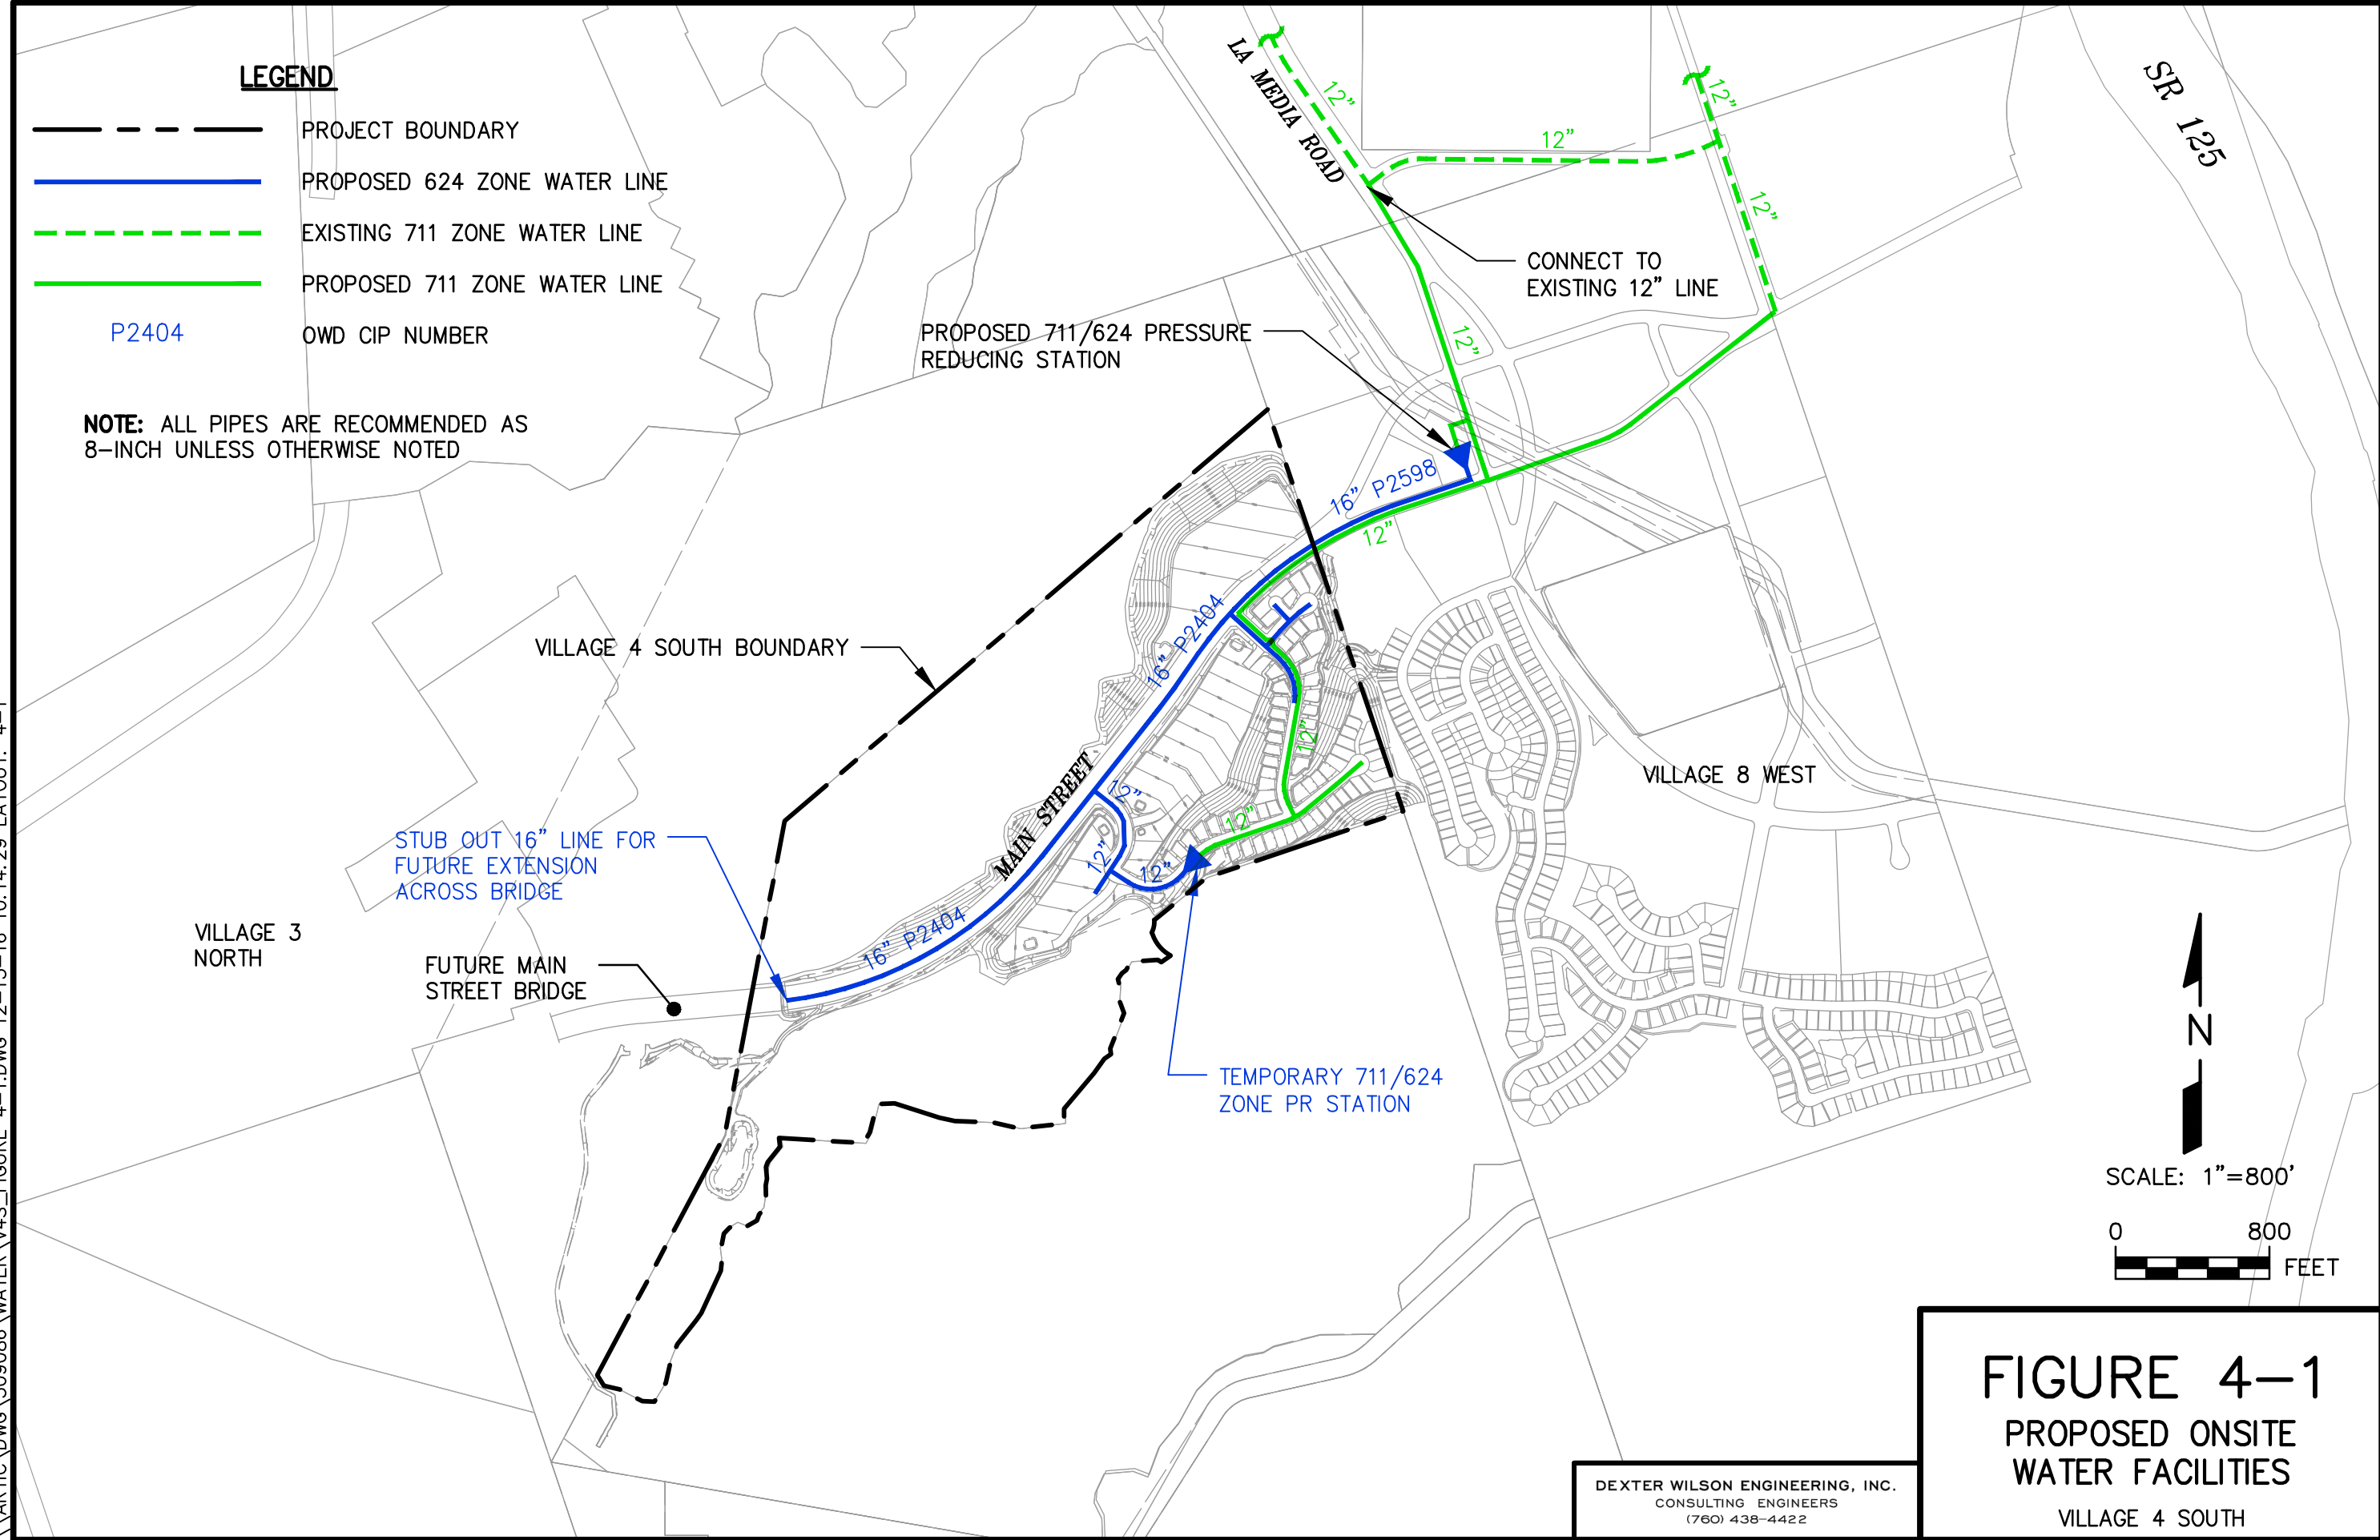 LEGEND
PROJECT BOUNDARY
PROPOSED 624 ZONE WATER LINE
EXISTING 711 ZONE WATER LINE
PROPOSED 711 ZONE WATER LINE
P2404
OWD CIP NUMBER
NOTE: ALL PIPES ARE RECOMMENDED AS
8-INCH UNLESS OTHERWISE NOTED
LA MEDIA ROAD
12"
12"
12"
12"
SR 125
CONNECT TO
EXISTING 12" LINE
PROPOSED 711/624 PRESSURE
REDUCING STATION
12"
16" P2598
12"
16" P2404
VILLAGE 4 SOUTH BOUNDARY
12"
VILLAGE 8 WEST
MAIN STREET
12"
12"
12"
12"
STUB OUT 16" LINE FOR
FUTURE EXTENSION
ACROSS BRIDGE
16" P2404
VILLAGE 3
NORTH
FUTURE MAIN
STREET BRIDGE
TEMPORARY 711/624
ZONE PR STATION
N
SCALE: 1"=800'
0 800
FEET
FIGURE 4-1
PROPOSED ONSITE
WATER FACILITIES
VILLAGE 4 SOUTH
DEXTER WILSON ENGINEERING, INC.
CONSULTING ENGINEERS
(760) 438-4422